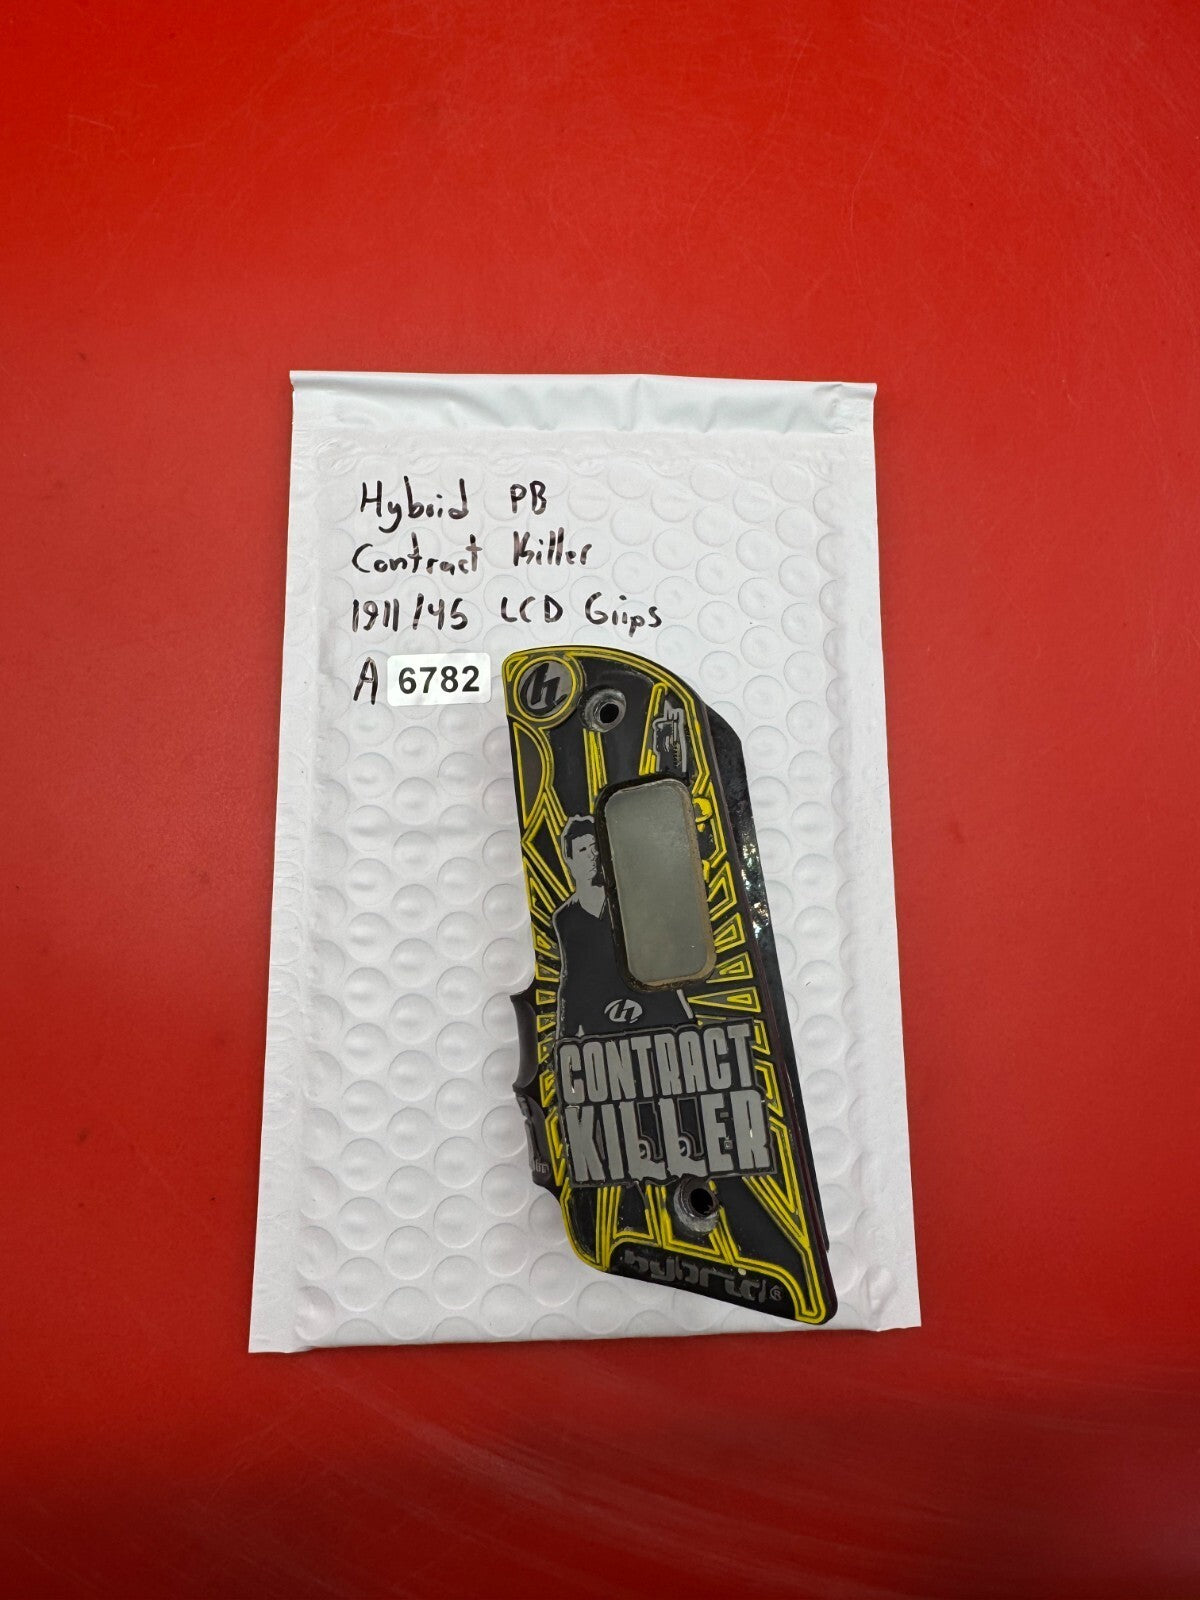 Hybrid PB
Contract Killer
1911/45 LCD Grips
A 6782
h
h
CONTRACT
KILLER
hybrid®